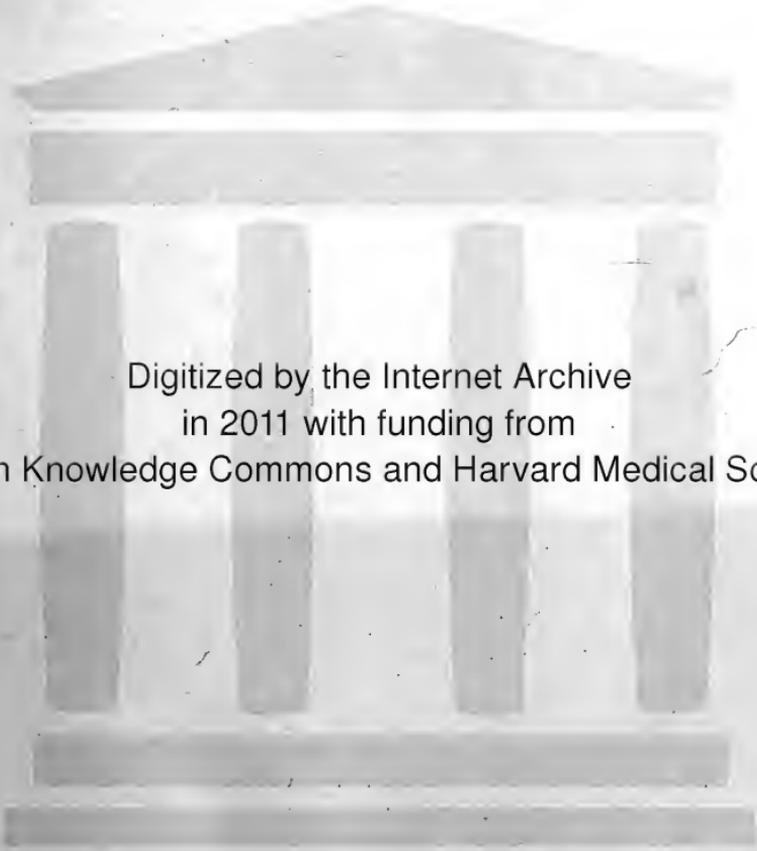 Digitized by the Internet Archive
in 2011 with funding from
Knowledge Commons and Harvard Medical